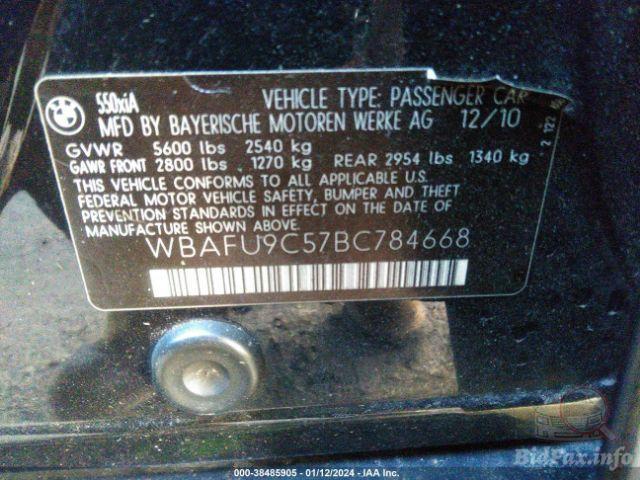 BMW
550xiA
VEHICLE TYPE: PASSENGER CAR
MFD BY BAYERISCHE MOTOREN WERKE AG 12/10
GVWR 5600 lbs 2540 kg
GAWR FRONT 2800 lbs 1270 kg REAR 2954 lbs 1340 kg
THIS VEHICLE CONFORMS TO ALL APPLICABLE U.S.
FEDERAL MOTOR VEHICLE SAFETY, BUMPER AND THEFT
PREVENTION STANDARDS IN EFFECT ON THE DATE OF
MANUFACTURE SHOWN ABOVE.
WBAFU9C57BC784668
2 122
BidFax.info
000-38485905 - 01/12/2024 - IAA Inc.